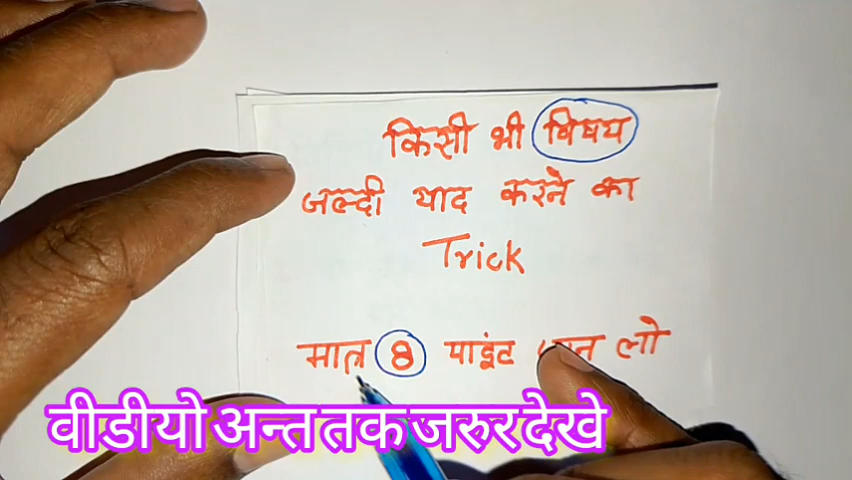 किसी भी विषय
जल्दी याद करने का
Trick
मात्र 8 पाइंट लो
वीडीयो अन्त तक जरुर देखे